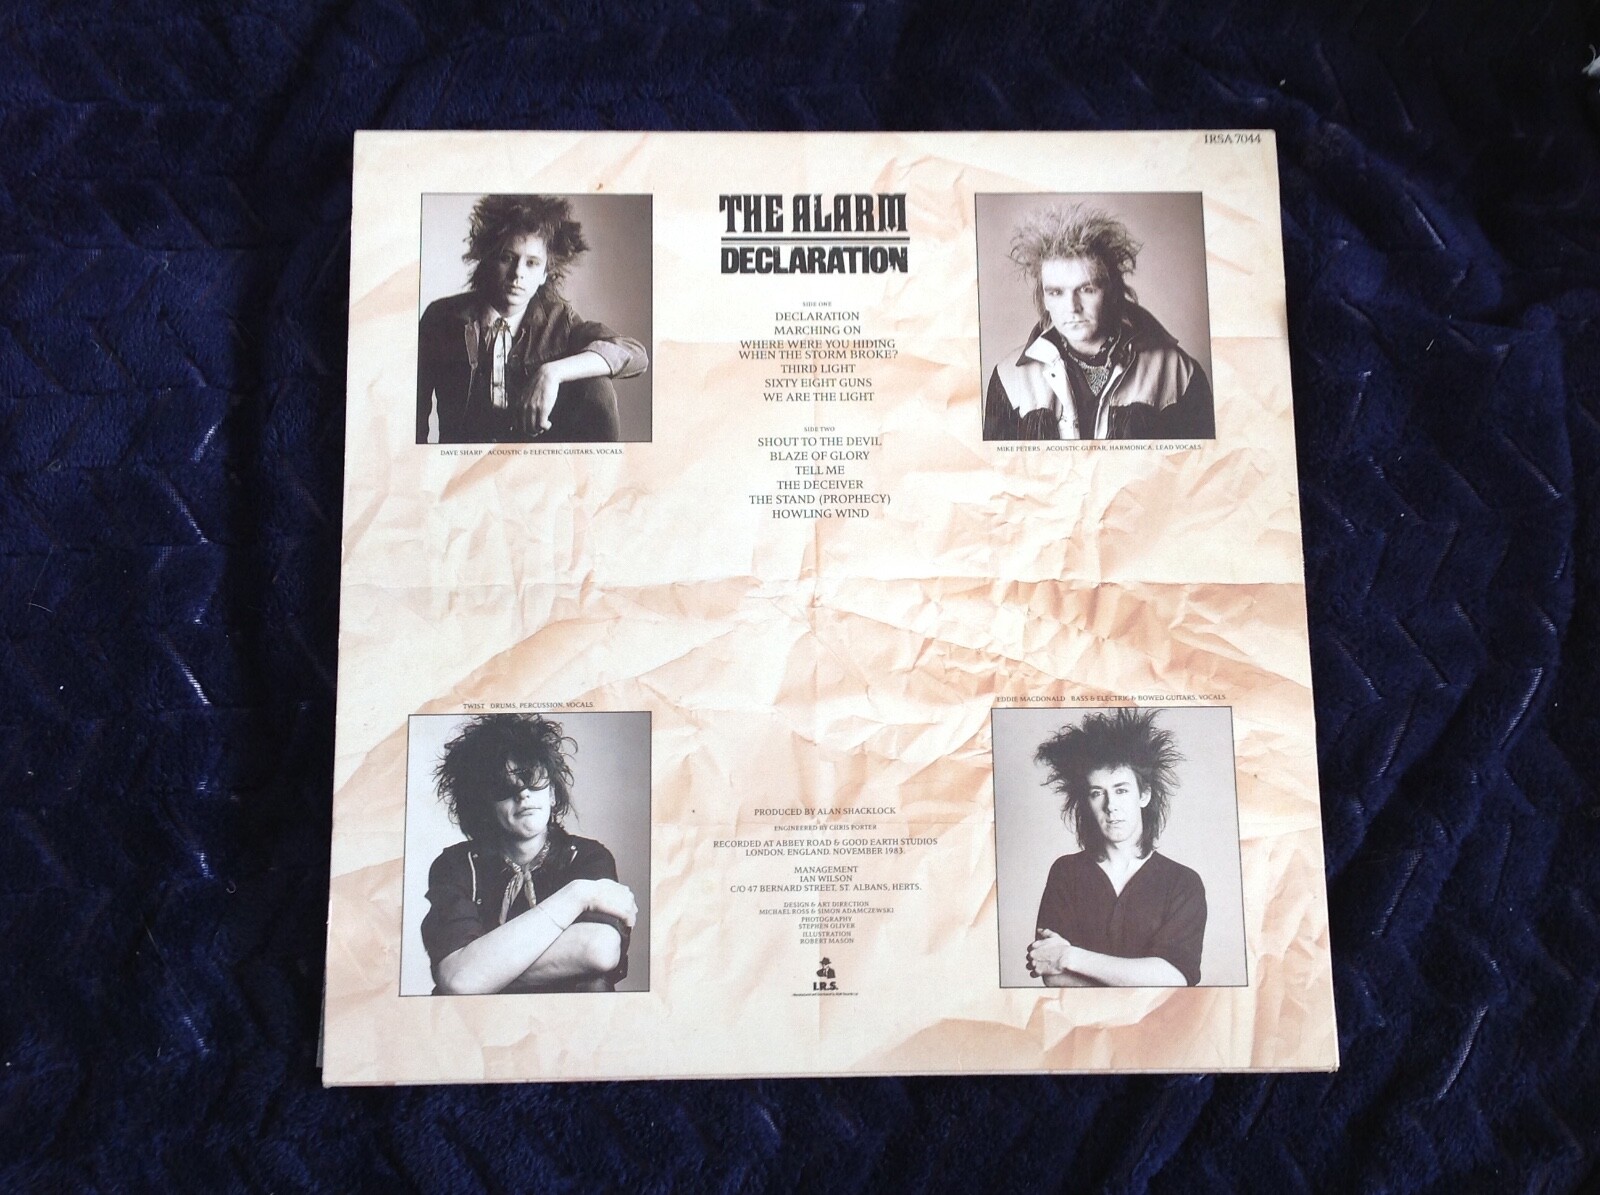 IRSA 7044
THE ALARM
DECLARATION
SIDE ONE
DECLARATION
MARCHING ON
WHERE WERE YOU HIDING
WHEN THE STORM BROKE?
THIRD LIGHT
SIXTY EIGHT GUNS
WE ARE THE LIGHT
SIDE TWO
SHOUT TO THE DEVIL
BLAZE OF GLORY
TELL ME
THE DECEIVER
THE STAND (PROPHECY)
HOWLING WIND
DAVE SHARP ACOUSTIC & ELECTRIC GUITARS, VOCALS.
MIKE PETERS ACOUSTIC GUITAR, HARMONICA, LEAD VOCALS.
TWIST DRUMS, PERCUSSION, VOCALS.
EDDIE MACDONALD BASS & ELECTRIC & BOWED GUITARS, VOCALS.
PRODUCED BY ALAN SHACKLOCK
ENGINEERED BY CHRIS PORTER
RECORDED AT ABBEY ROAD & GOOD EARTH STUDIOS
LONDON, ENGLAND. NOVEMBER 1983.
MANAGEMENT
IAN WILSON
C/O 47 BERNARD STREET, ST. ALBANS, HERTS.
DESIGN & ART DIRECTION
MICHAEL ROSS & SIMON ADAMCZEWSKI
PHOTOGRAPHY
STEPHEN OLIVER
ILLUSTRATION
ROBERT MASON
I.R.S.